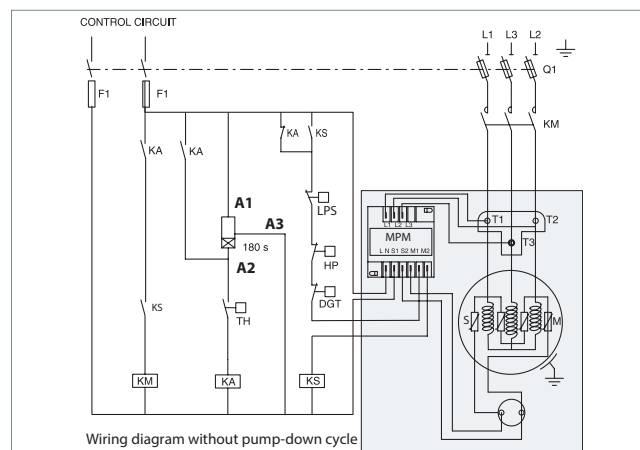 CONTROL CIRCUIT
L1 L3 L2
Q1
F1 F1
KM
KA KA KA KS
A1
A3
180 s
A2
LPS
HP
DGT
TH
KS
KM KA KS
L1 L2 L3
MPM
L N S1 S2 M1 M2
T1 T2
T3
S M
Wiring diagram without pump-down cycle